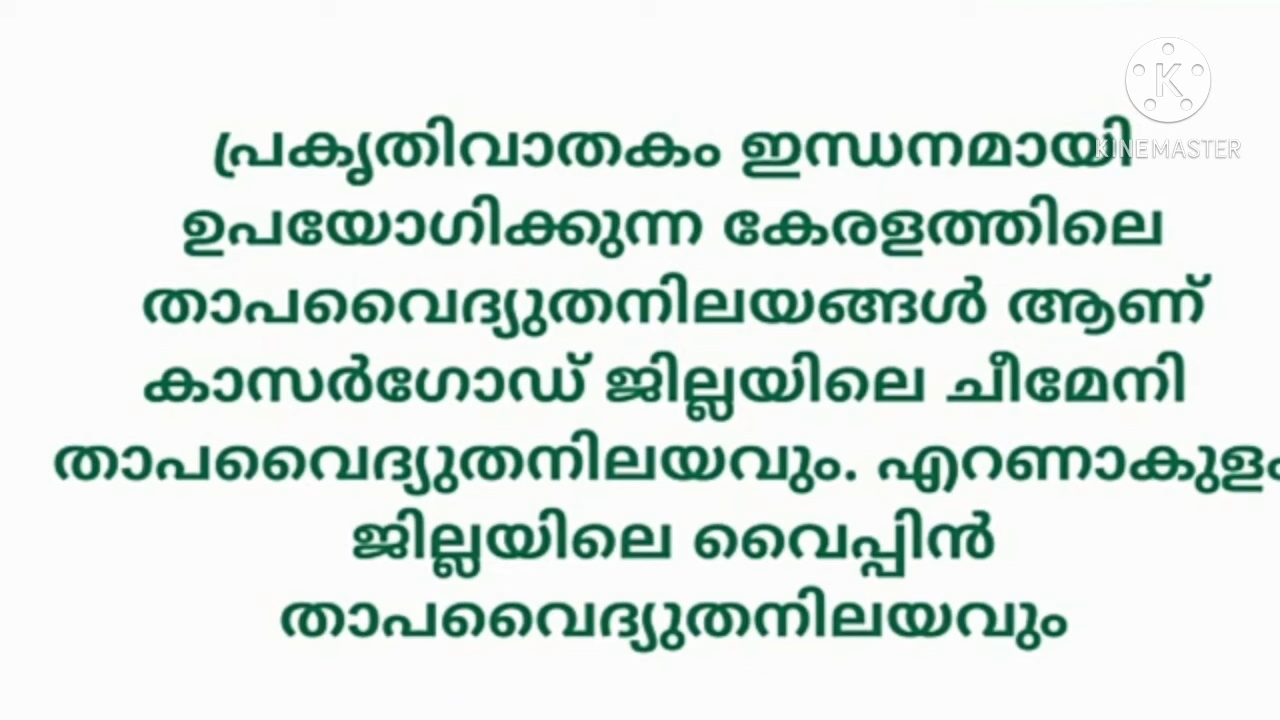 K
KINEMASTER
പ്രകൃതിവാതകം ഇന്ധനമായി
ഉപയോഗിക്കുന്ന കേരളത്തിലെ
താപവൈദ്യുതനിലയങ്ങൾ ആണ്
കാസർഗോഡ് ജില്ലയിലെ ചീമേനി
താപവൈദ്യുതനിലയവും. എറണാകുളം
ജില്ലയിലെ വൈപ്പിൻ
താപവൈദ്യുതനിലയവും